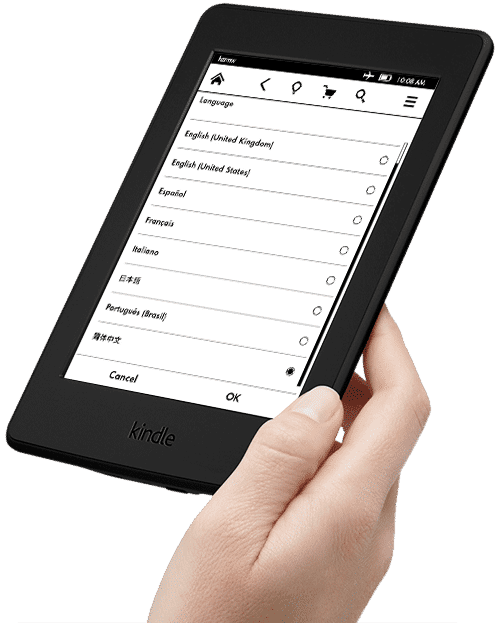 10:08 AM
Language
English (United Kingdom)
English (United States)
Español
Français
Italiano
日本語
Português (Brasil)
简体中文
Cancel
OK
kindle